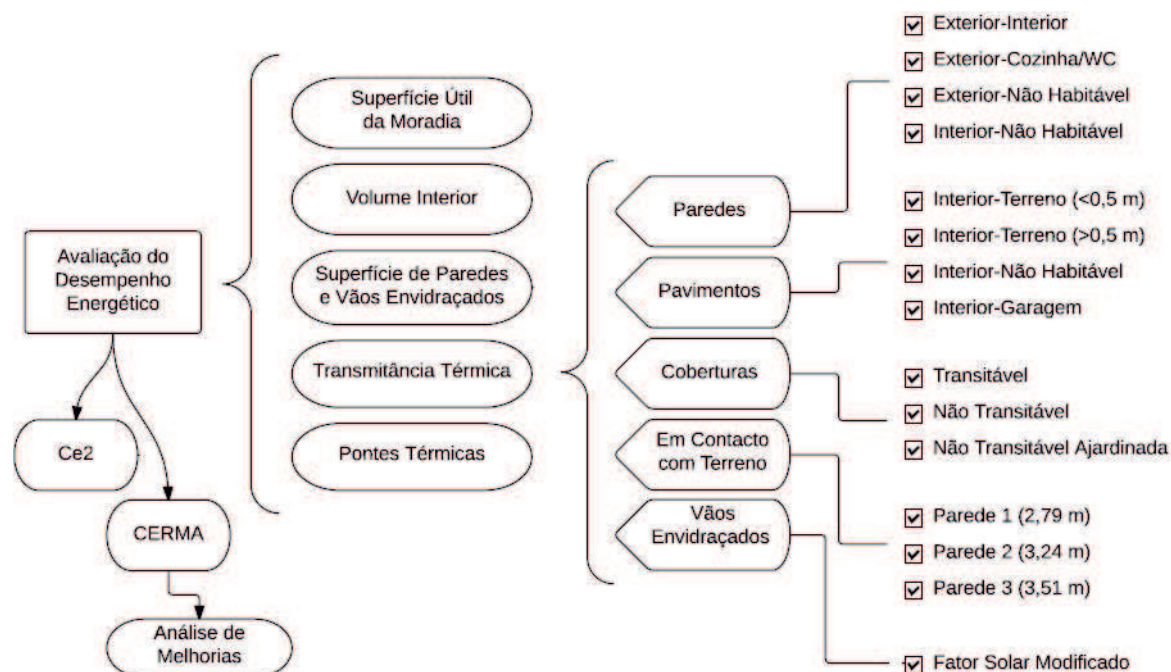 Avaliação do
Desempenho
Energético
Ce2
CERMA
Análise de
Melhorias
Superfície Útil
da Moradia
Volume Interior
Superfície de Paredes
e Vãos Envidraçados
Transmitância Térmica
Pontes Térmicas
Paredes
Pavimentos
Coberturas
Em Contacto
com Terreno
Vãos
Envidraçados
Exterior-Interior
Exterior-Cozinha/WC
Exterior-Não Habitável
Interior-Não Habitável
Interior-Terreno (<0,5 m)
Interior-Terreno (>0,5 m)
Interior-Não Habitável
Interior-Garagem
Transitável
Não Transitável
Não Transitável Ajardinada
Parede 1 (2,79 m)
Parede 2 (3,24 m)
Parede 3 (3,51 m)
Fator Solar Modificado